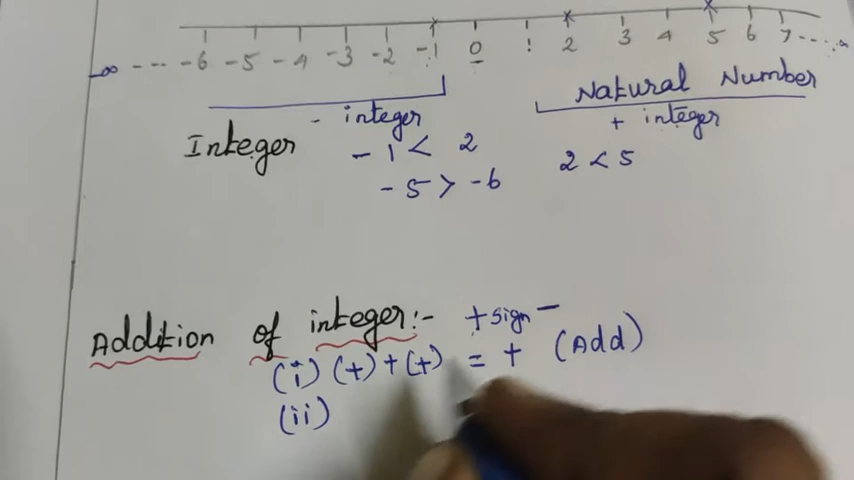 -∞ --- -6 -5 -4 -3 -2 -1 0 1 2 3 4 5 6 7 ....∞
Natural Number
- integer + integer
Integer
-1 < 2 2 < 5
-5 > -6
Addition of integer:- + sign -
(i) (+) + (+) = + (Add)
(ii)